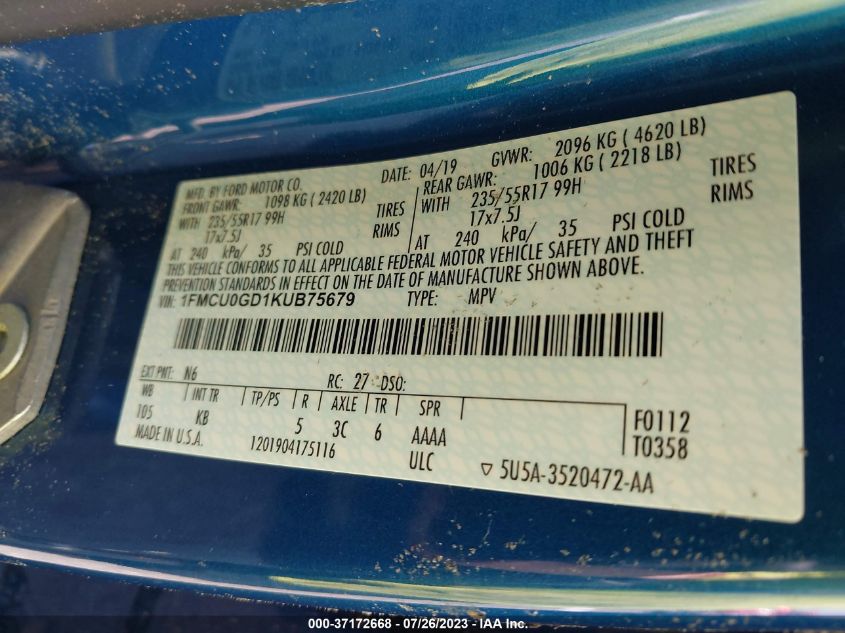 MFD. BY FORD MOTOR CO.
DATE: 04/19 GVWR: 2096 KG ( 4620 LB)
FRONT GAWR: 1098 KG ( 2420 LB)
WITH 235/55R17 99H TIRES
17x7.5J RIMS
AT 240 kPa/ 35 PSI COLD
REAR GAWR: 1006 KG ( 2218 LB)
WITH 235/55R17 99H TIRES
17x7.5J RIMS
AT 240 kPa/ 35 PSI COLD
THIS VEHICLE CONFORMS TO ALL APPLICABLE FEDERAL MOTOR VEHICLE SAFETY AND THEFT
PREVENTION STANDARDS IN EFFECT ON THE DATE OF MANUFACTURE SHOWN ABOVE.
VIN: 1FMCU0GD1KUB75679 TYPE: MPV
EXT PNT: N6 RC: 27 DSO:
WB INT TR TP/PS R AXLE TR SPR
105 KB 5 3C 6 AAAA
F0112
T0358
MADE IN U.S.A. 1201904175116 ULC ▽ 5U5A-3520472-AA
000-37172668 - 07/26/2023 - IAA Inc.